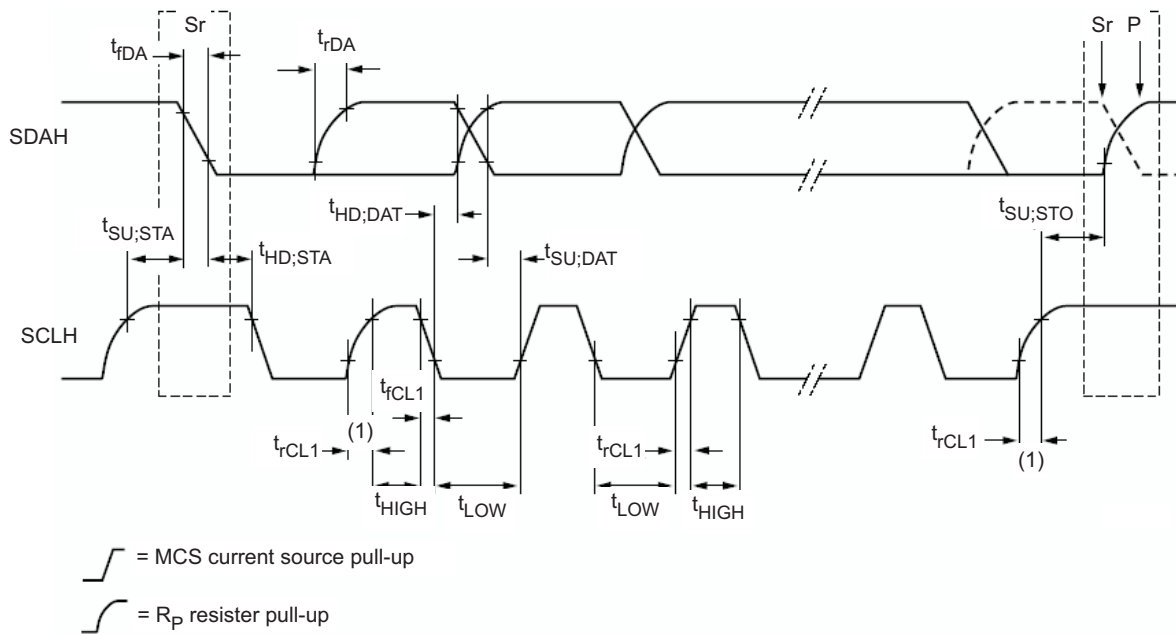 Sr
Sr P
tfDA
trDA
SDAH
tHD;DAT
tSU;STO
tSU;STA
tHD;STA
tSU;DAT
SCLH
tfCL1
(1)
trCL1
trCL1
trCL1
(1)
tHIGH
tLOW
tLOW
tHIGH
= MCS current source pull-up
= RP resister pull-up